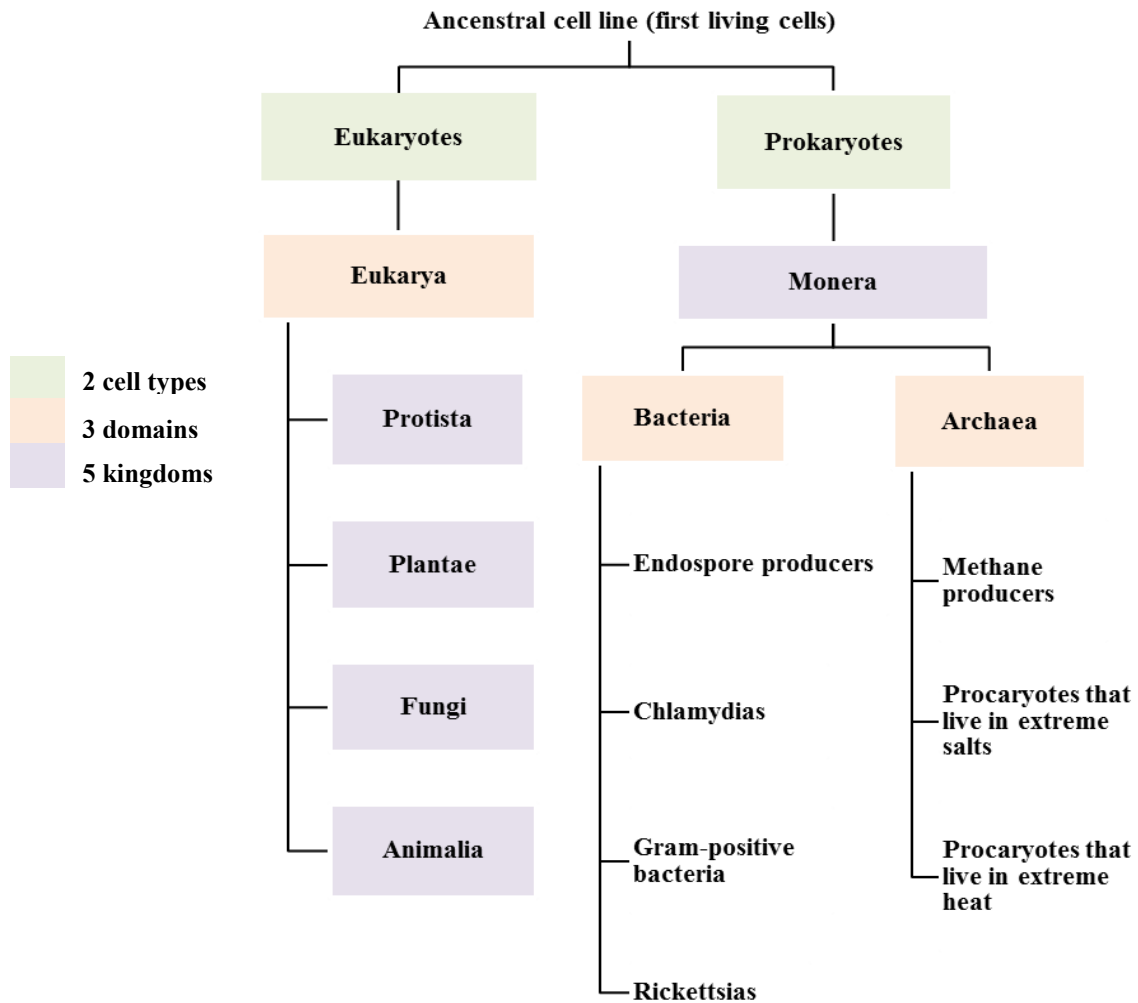 Ancenstral cell line (first living cells)
Eukaryotes
Prokaryotes
Eukarya
Monera
2 cell types
3 domains
5 kingdoms
Protista
Plantae
Fungi
Animalia
Bacteria
Endospore producers
Chlamydias
Gram-positive
bacteria
Rickettsias
Archaea
Methane
producers
Procaryotes that
live in extreme
salts
Procaryotes that
live in extreme
heat